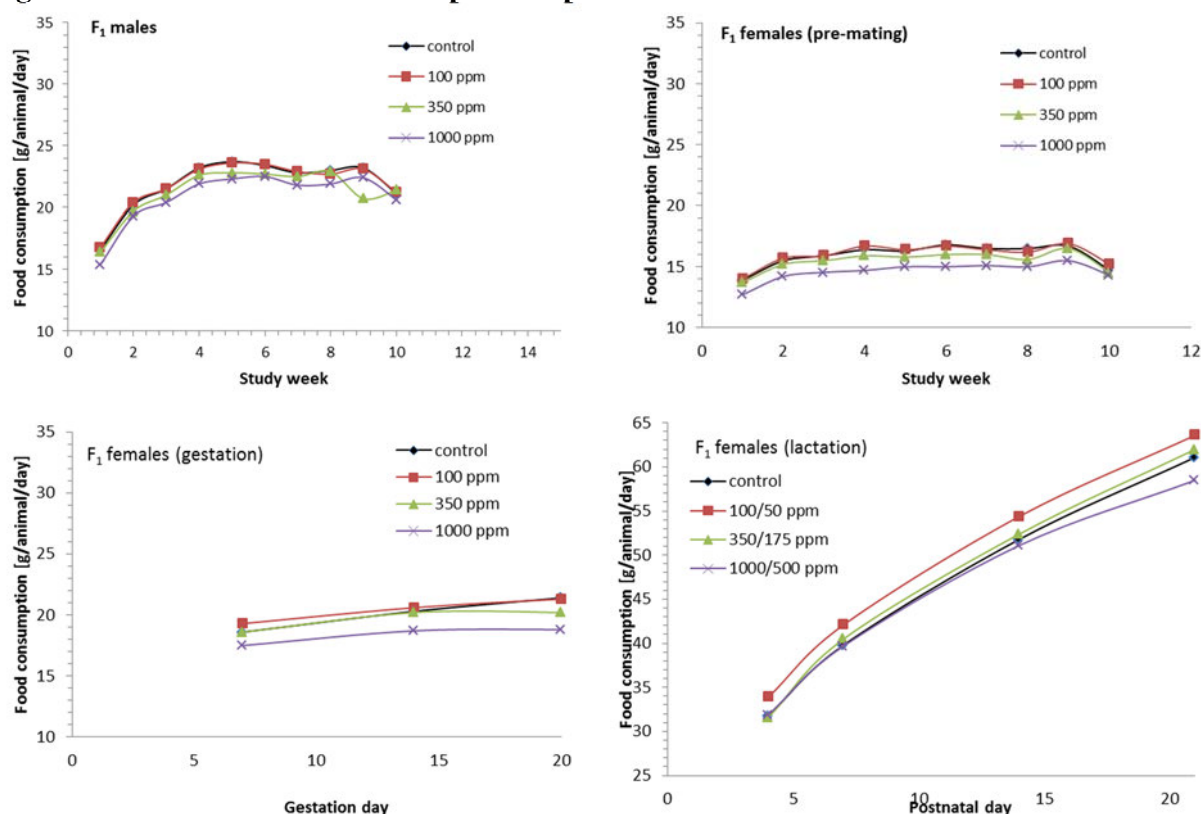 F1 males
control
100 ppm
350 ppm
1000 ppm
Food consumption [g/animal/day]
35
30
25
20
15
10
0 2 4 6 8 10 12 14
Study week
F1 females (pre-mating)
control
100 ppm
350 ppm
1000 ppm
Food consumption [g/animal/day]
35
30
25
20
15
10
0 2 4 6 8 10 12
Study week
F1 females (gestation)
control
100 ppm
350 ppm
1000 ppm
Food consumption [g/animal/day]
35
30
25
20
15
10
0 5 10 15 20
Gestation day
F1 females (lactation)
control
100/50 ppm
350/175 ppm
1000/500 ppm
Food consumption [g/animal/day]
65
60
55
50
45
40
35
30
25
0 5 10 15 20
Postnatal day